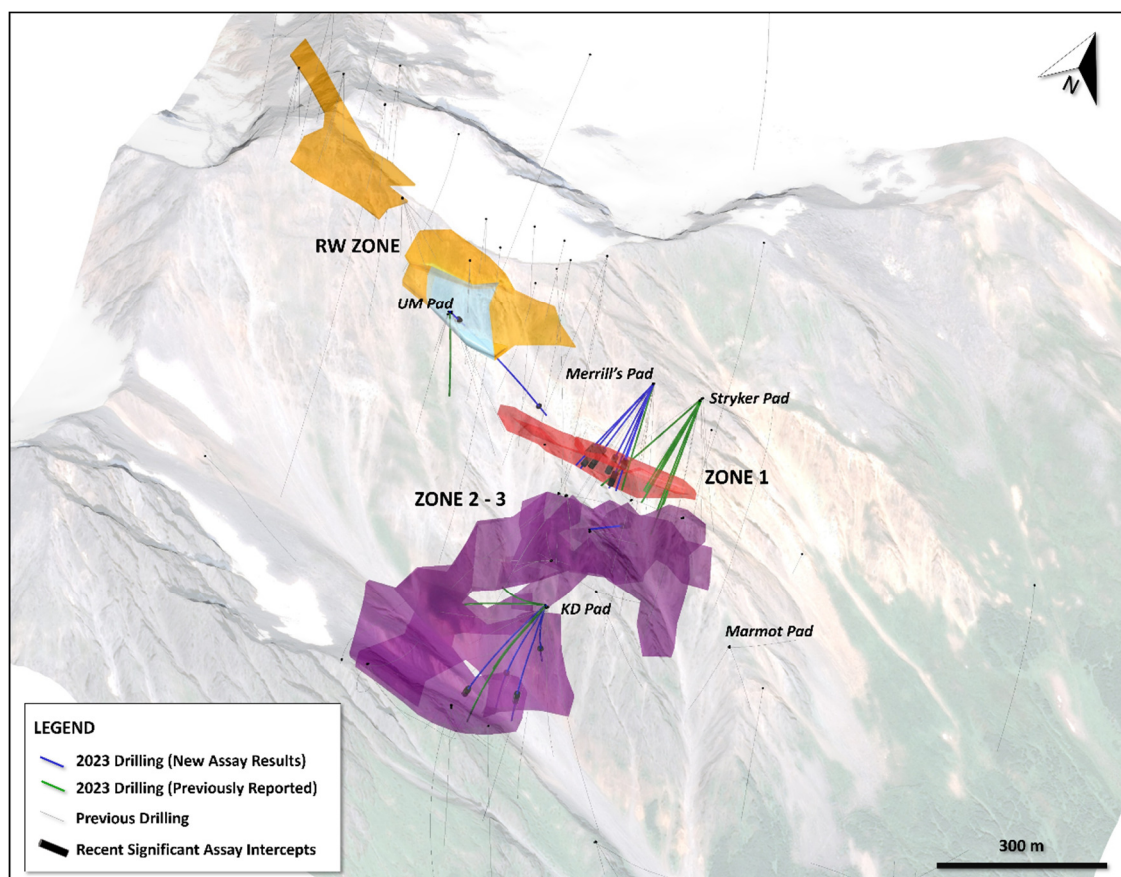 N
RW ZONE
UM Pad
Merrill's Pad
Stryker Pad
ZONE 1
ZONE 2 - 3
KD Pad
Marmot Pad
LEGEND
2023 Drilling (New Assay Results)
2023 Drilling (Previously Reported)
Previous Drilling
Recent Significant Assay Intercepts
300 m